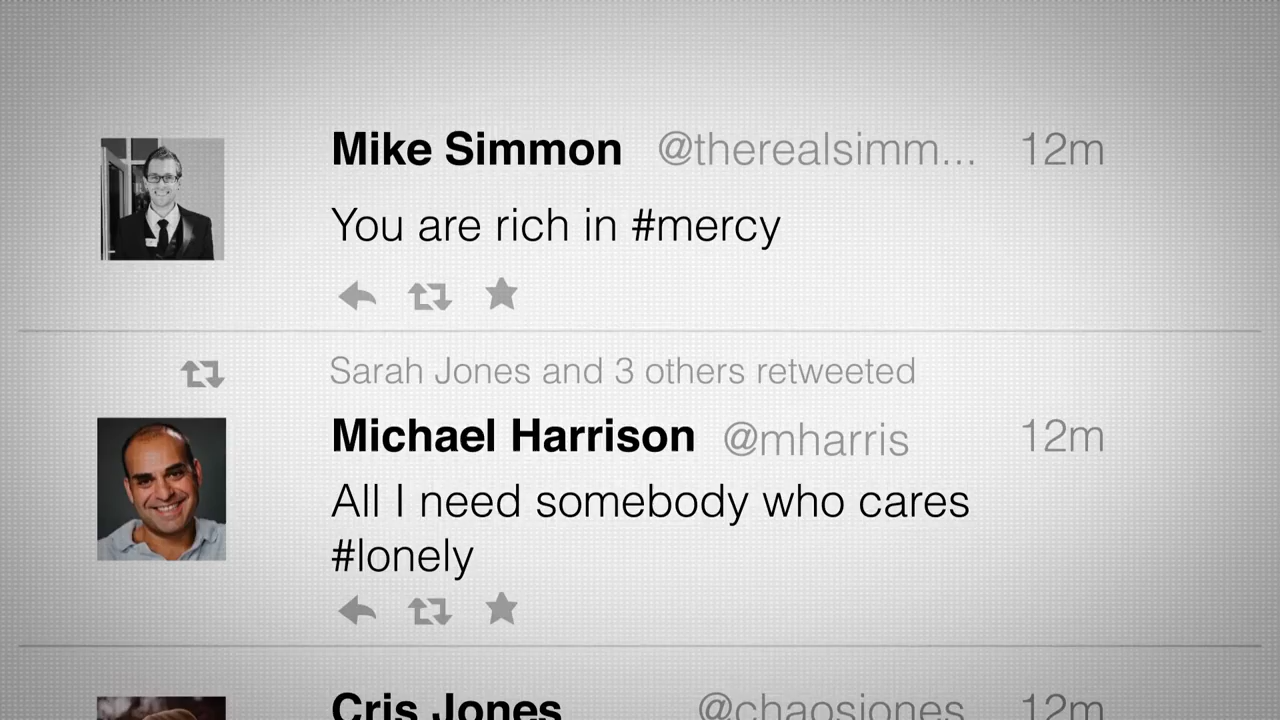 Mike Simmon @therealsimm... 12m
You are rich in #mercy
Sarah Jones and 3 others retweeted
Michael Harrison @mharris 12m
All I need somebody who cares
#lonely
Cris Jones @chaosjones 12m